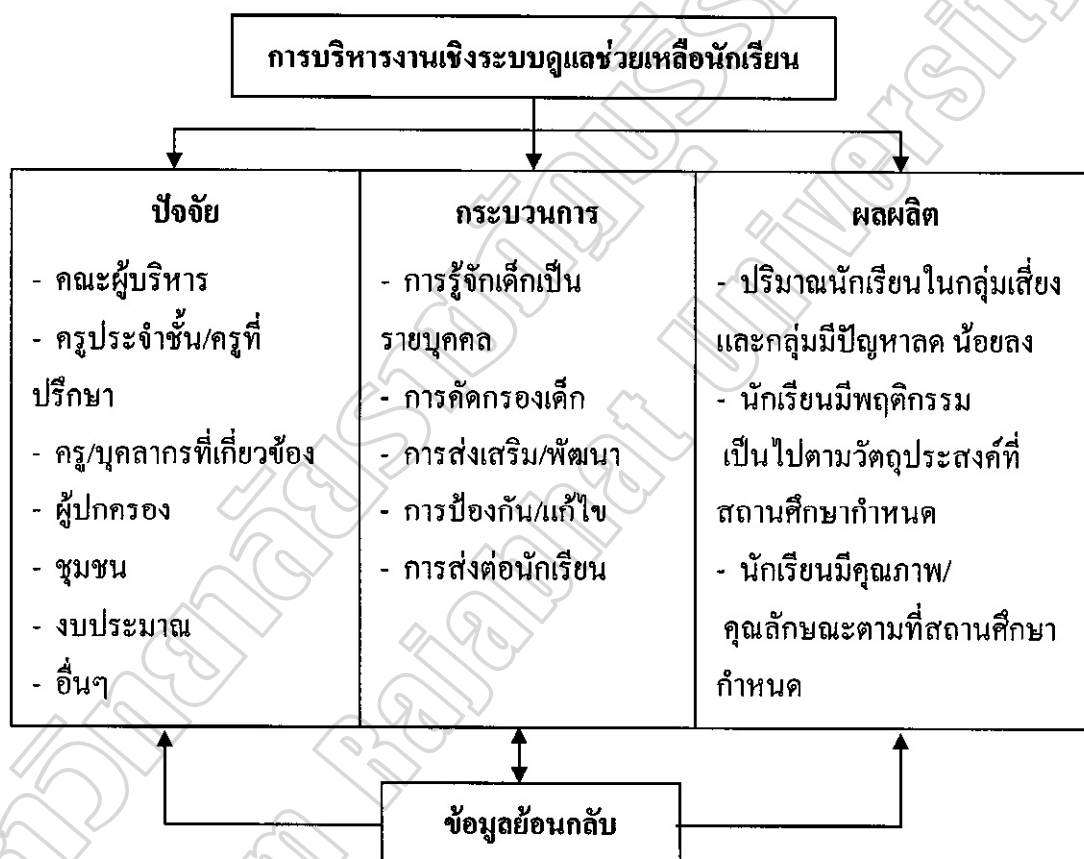 การบริหารงานเชิงระบบดูแลช่วยเหลือนักเรียน
ปัจจัย
- คณะผู้บริหาร
- ครูประจำชั้น/ครูที่
ปรึกษา
- ครู/บุคลากรที่เกี่ยวข้อง
- ผู้ปกครอง
- ชุมชน
- งบประมาณ
- อื่นๆ
กระบวนการ
- การรู้จักเด็กเป็น
รายบุคคล
- การคัดกรองเด็ก
- การส่งเสริม/พัฒนา
- การป้องกัน/แก้ไข
- การส่งต่อนักเรียน
ผลผลิต
- ปริมาณนักเรียนในกลุ่มเสี่ยง
และกลุ่มมีปัญหาลด น้อยลง
- นักเรียนมีพฤติกรรม
เป็นไปตามวัตถุประสงค์ที่
สถานศึกษากำหนด
- นักเรียนมีคุณภาพ/
คุณลักษณะตามที่สถานศึกษา
กำหนด
ข้อมูลย้อนกลับ
Rajabhat University